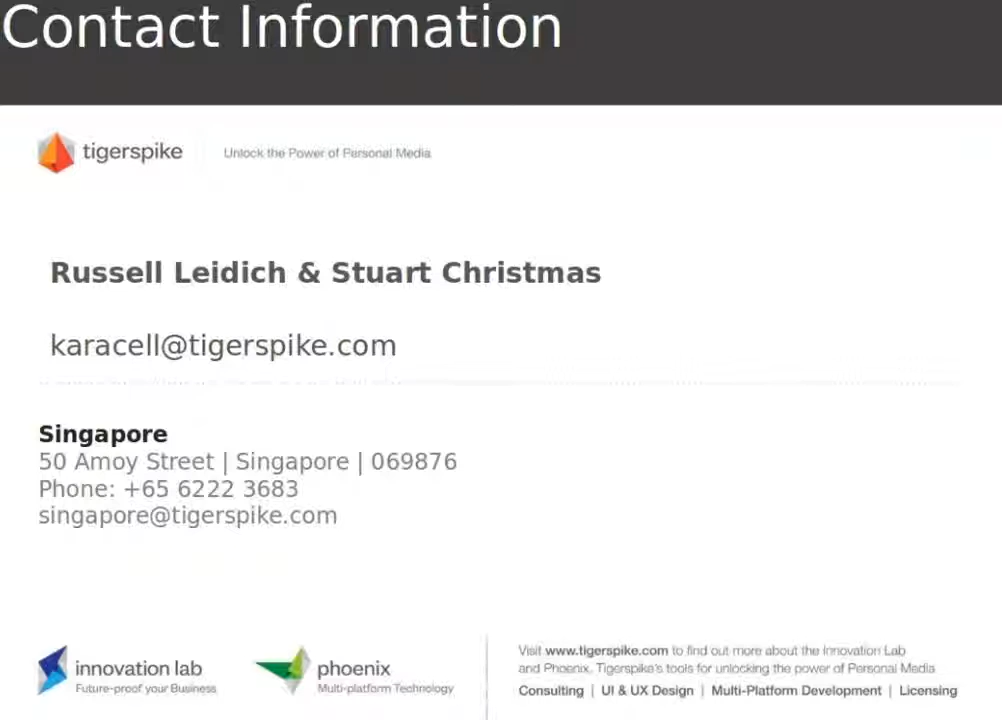 Contact Information
tigerspike
Unlock the Power of Personal Media
Russell Leidich & Stuart Christmas
karacell@tigerspike.com
Singapore
50 Amoy Street | Singapore | 069876
Phone: +65 6222 3683
singapore@tigerspike.com
innovation lab
Future-proof your Business
phoenix
Multi-platform Technology
Visit www.tigerspike.com to find out more about the Innovation Lab
and Phoenix, Tigerspike's tools for unlocking the power of Personal Media
Consulting | UI & UX Design | Multi-Platform Development | Licensing